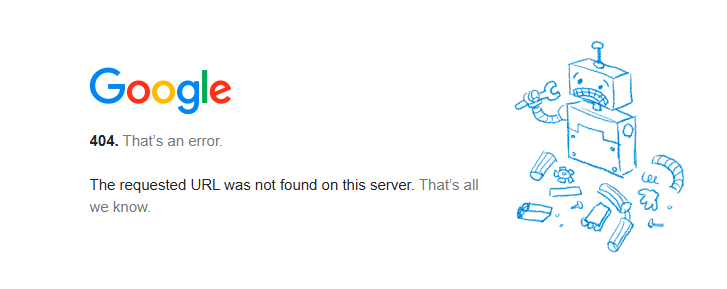 Google
404. That’s an error.
The requested URL was not found on this server. That’s all
we know.